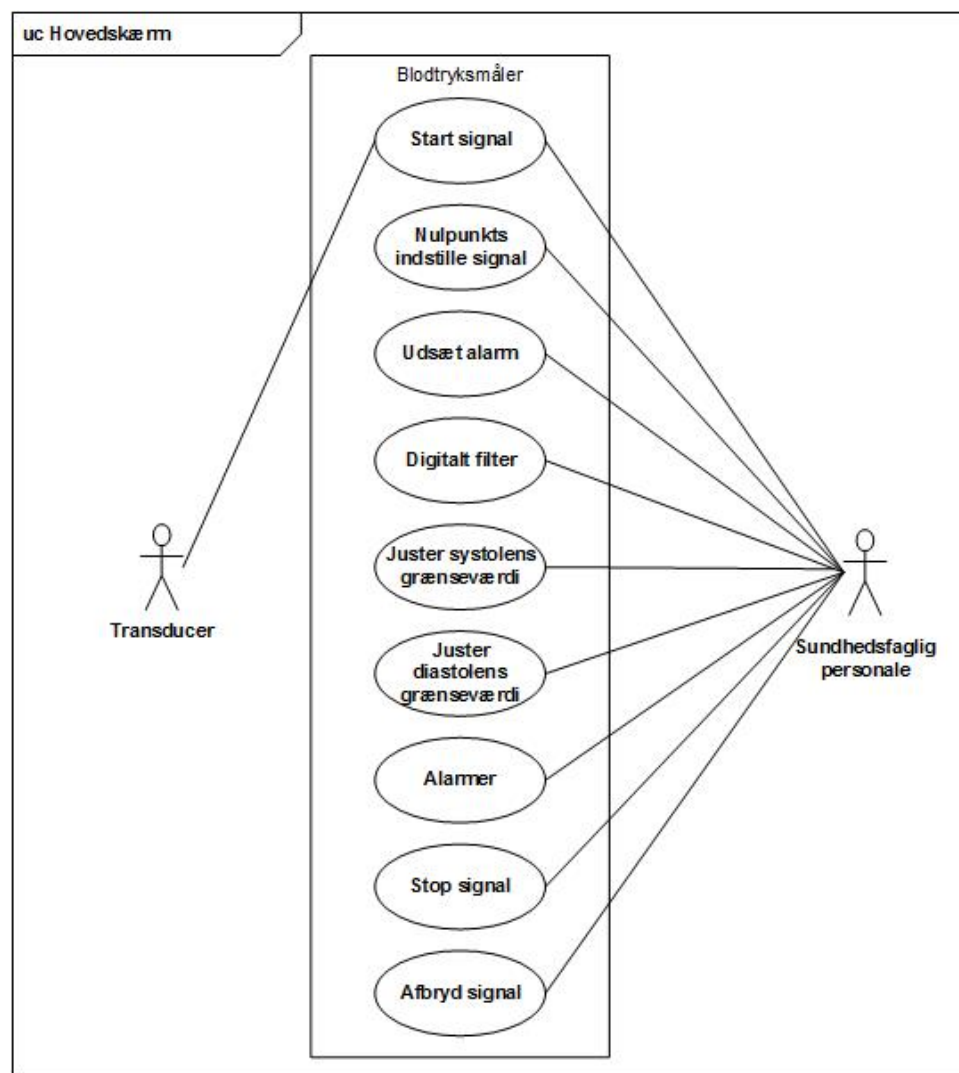 uc Hovedskærm
Blodtryksmåler
Start signal
Nulpunkts
indstille signal
Udsæt alarm
Digitalt filter
Juster systolens
grænseværdi
Juster
diastolens
grænseværdi
Alarmer
Stop signal
Afbryd signal
Transducer
Sundhedsfaglig
personale